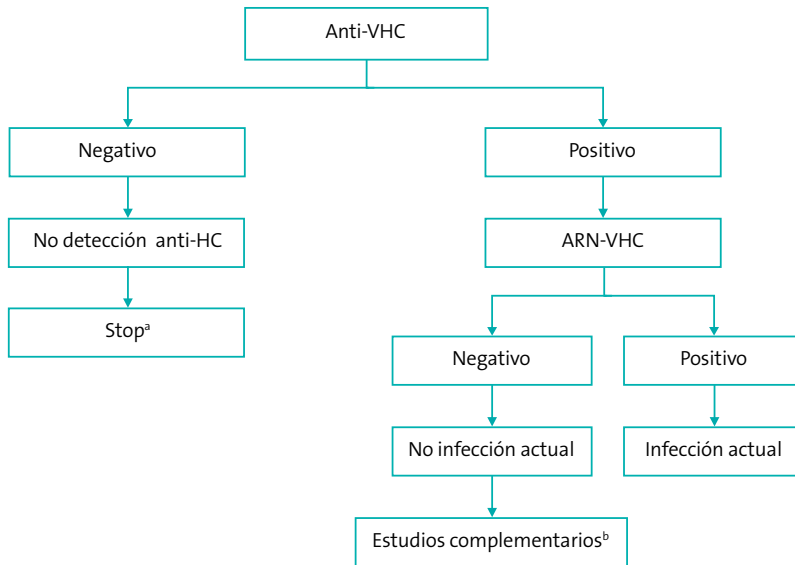 Anti-VHC
Negativo
Positivo
No detección anti-HC
ARN-VHC
Stopª
Negativo
Positivo
No infección actual
Infección actual
Estudios complementariosᵇ